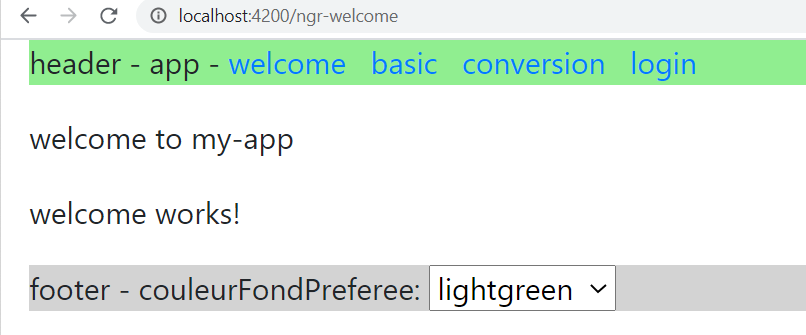 localhost:4200/ngr-welcome
header - app - welcome basic conversion login
welcome to my-app
welcome works!
footer - couleurFondPreferee: lightgreen